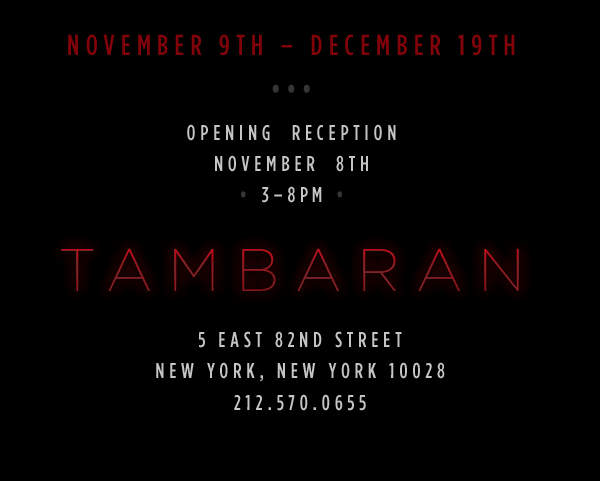 NOVEMBER 9TH – DECEMBER 19TH
•••
OPENING RECEPTION
NOVEMBER 8TH
• 3–8PM •
TAMBARAN
5 EAST 82ND STREET
NEW YORK, NEW YORK 10028
212.570.0655